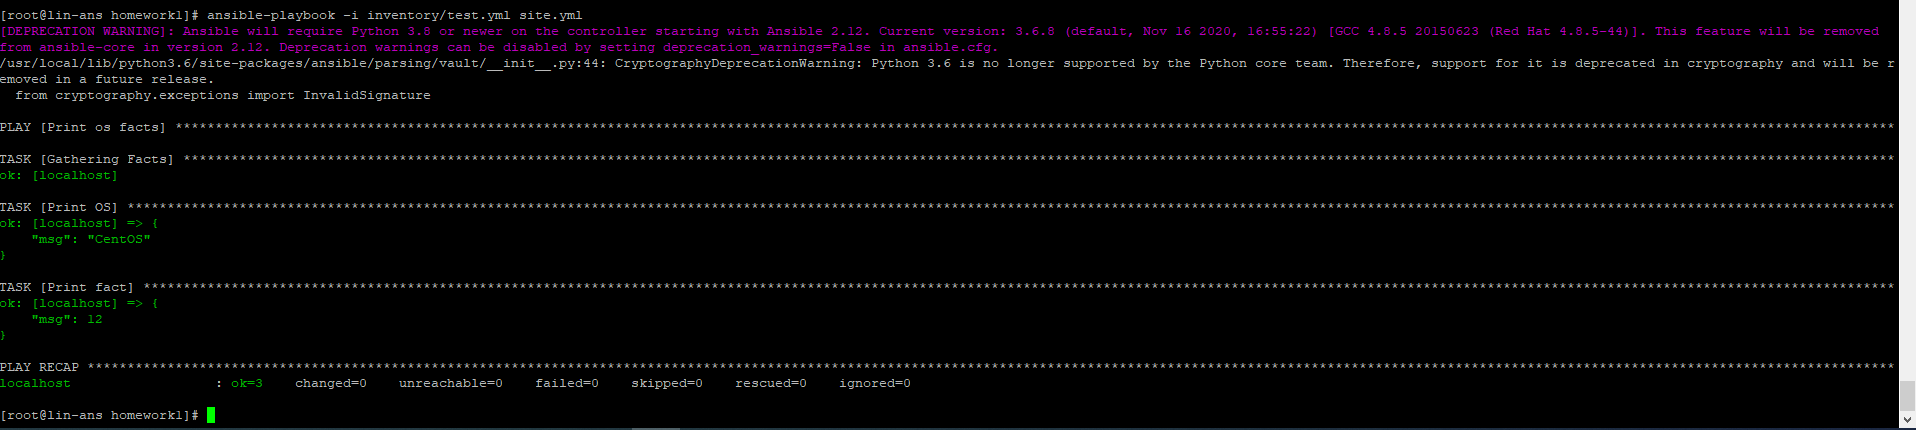 [root@lin-ans homework1]# ansible-playbook -i inventory/test.yml site.yml
[DEPRECATION WARNING]: Ansible will require Python 3.8 or newer on the controller starting with Ansible 2.12. Current version: 3.6.8 (default, Nov 16 2020, 16:55:22) [GCC 4.8.5 20150623 (Red Hat 4.8.5-44)]. This feature will be removed
from ansible-core in version 2.12. Deprecation warnings can be disabled by setting deprecation_warnings=False in ansible.cfg.
/usr/local/lib/python3.6/site-packages/ansible/parsing/vault/__init__.py:44: CryptographyDeprecationWarning: Python 3.6 is no longer supported by the Python core team. Therefore, support for it is deprecated in cryptography and will be r
emoved in a future release.
  from cryptography.exceptions import InvalidSignature
PLAY [Print os facts] ***********************************************************************************************************************************************************************************************************************
TASK [Gathering Facts] **********************************************************************************************************************************************************************************************************************
ok: [localhost]
TASK [Print OS] *****************************************************************************************************************************************************************************************************************************
ok: [localhost] => {
    "msg": "CentOS"
}
TASK [Print fact] ***************************************************************************************************************************************************************************************************************************
ok: [localhost] => {
    "msg": 12
}
PLAY RECAP **********************************************************************************************************************************************************************************************************************************
localhost                  : ok=3    changed=0    unreachable=0    failed=0    skipped=0    rescued=0    ignored=0
[root@lin-ans homework1]#